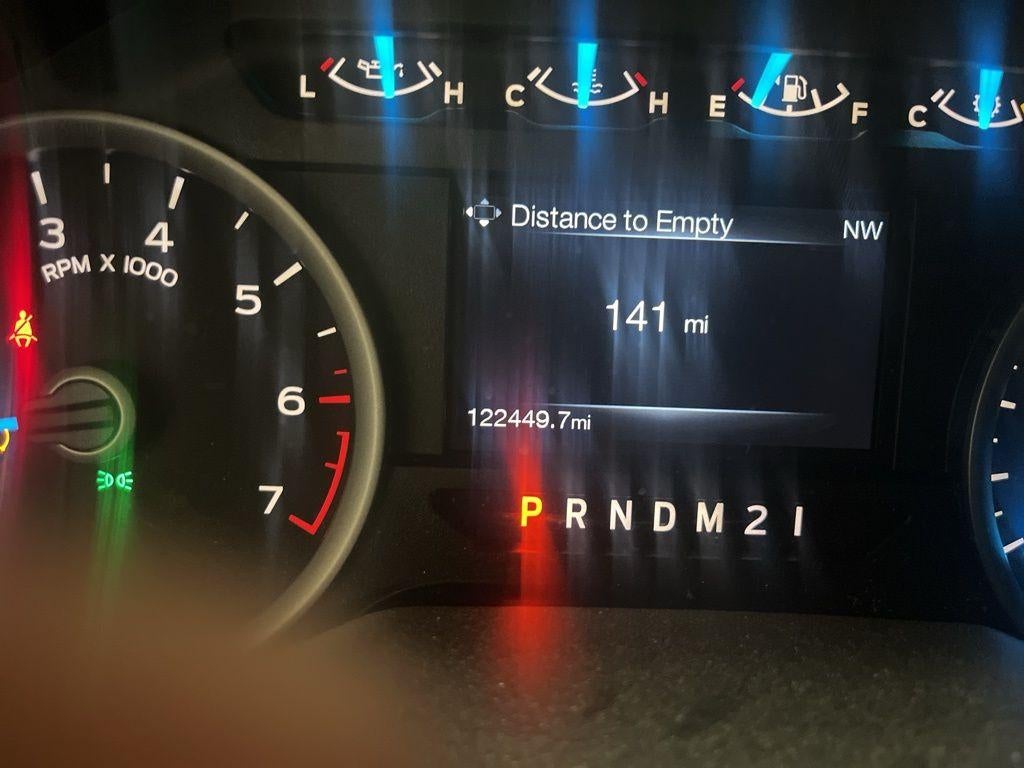 L H
C H
E F
C
Distance to Empty NW
141 mi
122449.7mi
P R N D M 2 1
3
4
5
6
7
RPM X 1000